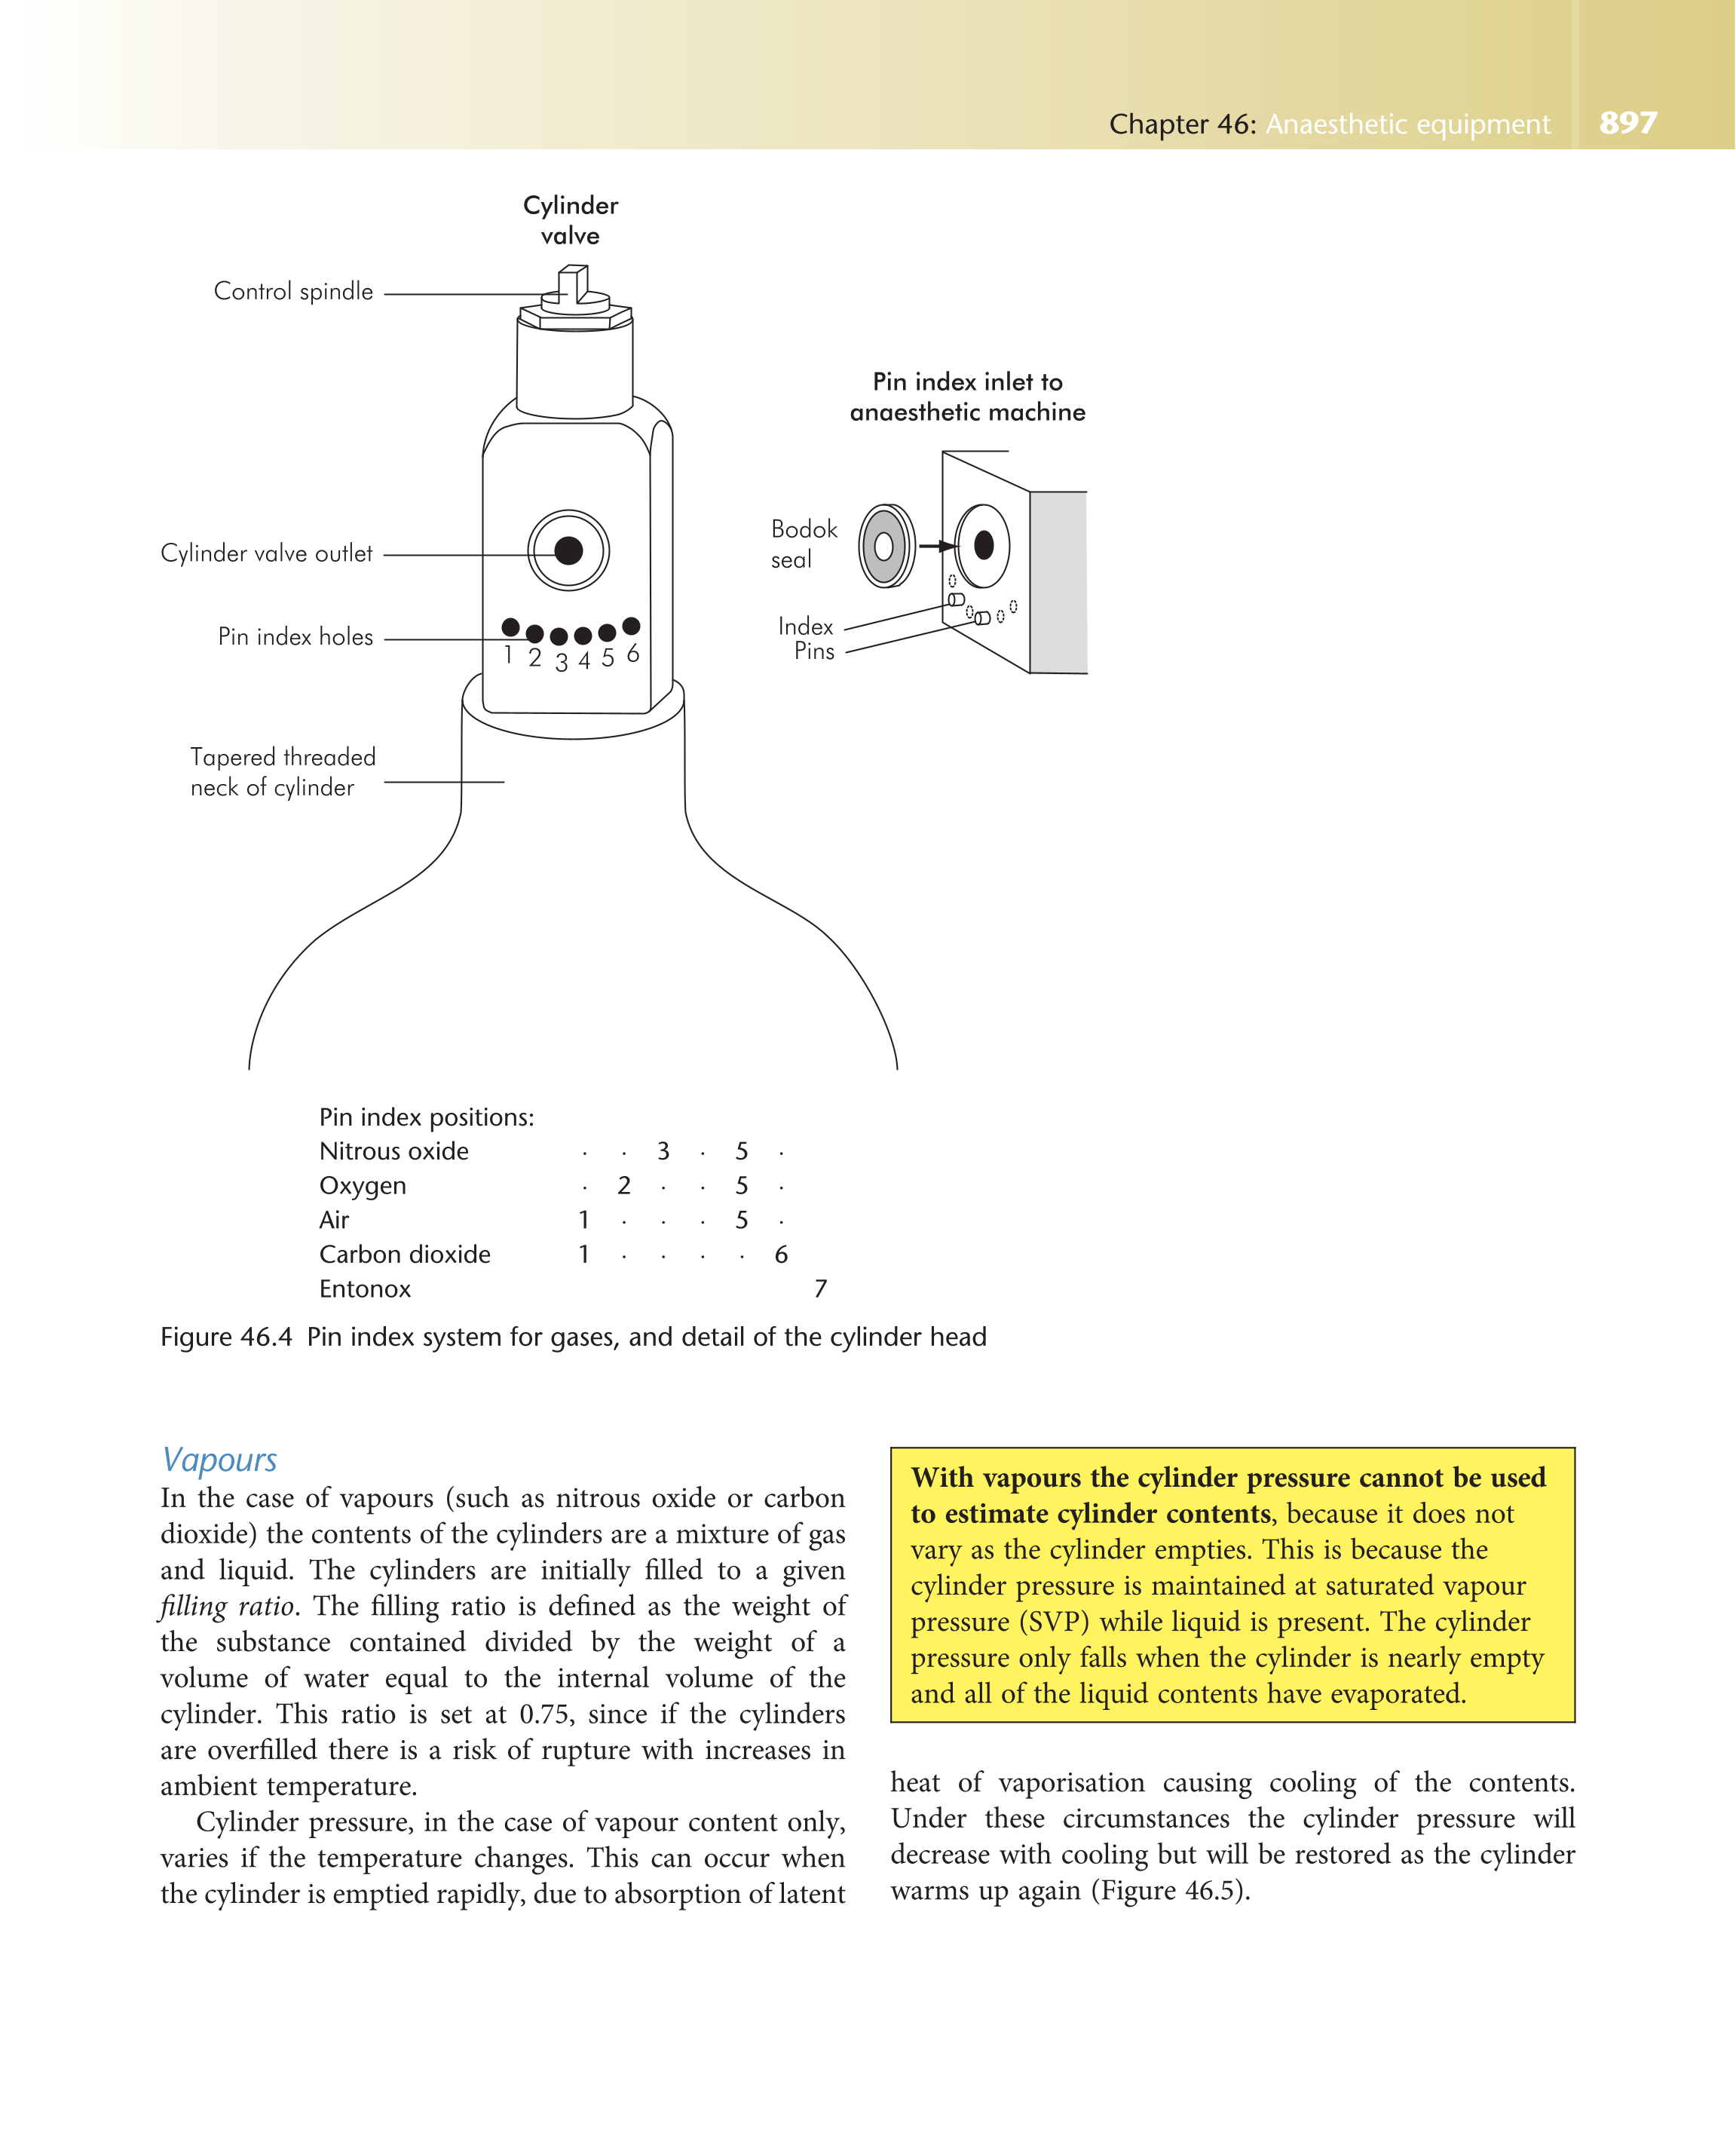 Chapter 46: Anaesthetic equipment 897
Cylinder
valve
Control spindle
Pin index inlet to
anaesthetic machine
Bodok
seal
Cylinder valve outlet
Index
Pins
Pin index holes
1 2 3 4 5 6
Tapered threaded
neck of cylinder
Pin index positions:
Nitrous oxide . . 3 . 5 .
Oxygen . 2 . . 5 .
Air 1 . . . 5 .
Carbon dioxide 1 . . . . 6
Entonox 7
Figure 46.4 Pin index system for gases, and detail of the cylinder head
Vapours
In the case of vapours (such as nitrous oxide or carbon
dioxide) the contents of the cylinders are a mixture of gas
and liquid. The cylinders are initially filled to a given
filling ratio. The filling ratio is defined as the weight of
the substance contained divided by the weight of a
volume of water equal to the internal volume of the
cylinder. This ratio is set at 0.75, since if the cylinders
are overfilled there is a risk of rupture with increases in
ambient temperature.
Cylinder pressure, in the case of vapour content only,
varies if the temperature changes. This can occur when
the cylinder is emptied rapidly, due to absorption of latent
With vapours the cylinder pressure cannot be used
to estimate cylinder contents, because it does not
vary as the cylinder empties. This is because the
cylinder pressure is maintained at saturated vapour
pressure (SVP) while liquid is present. The cylinder
pressure only falls when the cylinder is nearly empty
and all of the liquid contents have evaporated.
heat of vaporisation causing cooling of the contents.
Under these circumstances the cylinder pressure will
decrease with cooling but will be restored as the cylinder
warms up again (Figure 46.5).